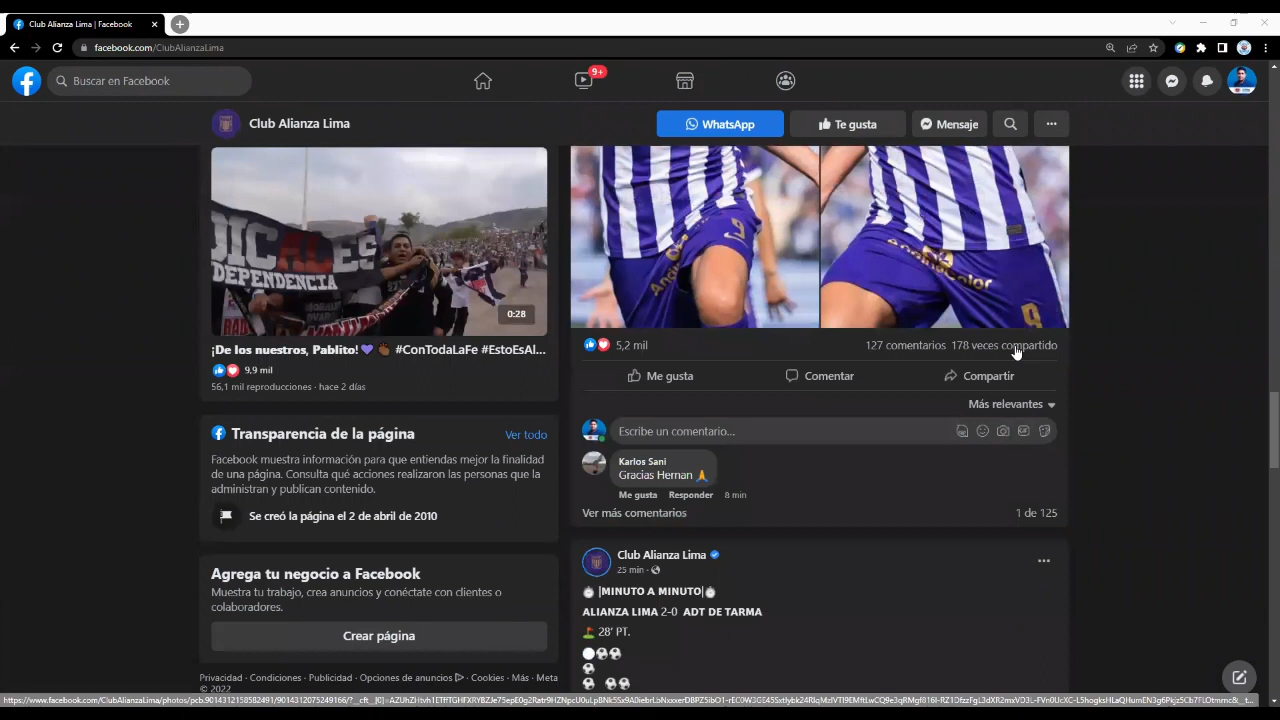 Club Alianza Lima | Facebook
facebook.com/ClubAlianzaLima
Buscar en Facebook
9+
Club Alianza Lima
WhatsApp
Te gusta
Mensaje
DICALES
DEPENDENCIA
0:28
¡De los nuestros, Pablito!💜 👏🏾 #ConTodaLaFe #EstoEsAl...
9,9 mil
56,1 mil reproducciones · hace 2 días
Transparencia de la página
Ver todo
Facebook muestra información para que entiendas mejor la finalidad
de una página. Consulta qué acciones realizaron las personas que la
administran y publican contenido.
Se creó la página el 2 de abril de 2010
Agrega tu negocio a Facebook
Muestra tu trabajo, crea anuncios y conéctate con clientes o
colaboradores.
Crear página
Privacidad · Condiciones · Publicidad · Opciones de anuncios · Cookies · Más · Meta
© 2022
9
AnypsaColor
9
5,2 mil
127 comentarios 178 veces compartido
Me gusta
Comentar
Compartir
Más relevantes
Escribe un comentario...
Karlos Sani
Gracias Hernan 🙏
Me gusta Responder 8 min
Ver más comentarios
1 de 125
Club Alianza Lima
25 min ·
⏱ |MINUTO A MINUTO|⏱
ALIANZA LIMA 2-0 ADT DE TARMA
⛳ 28' PT.